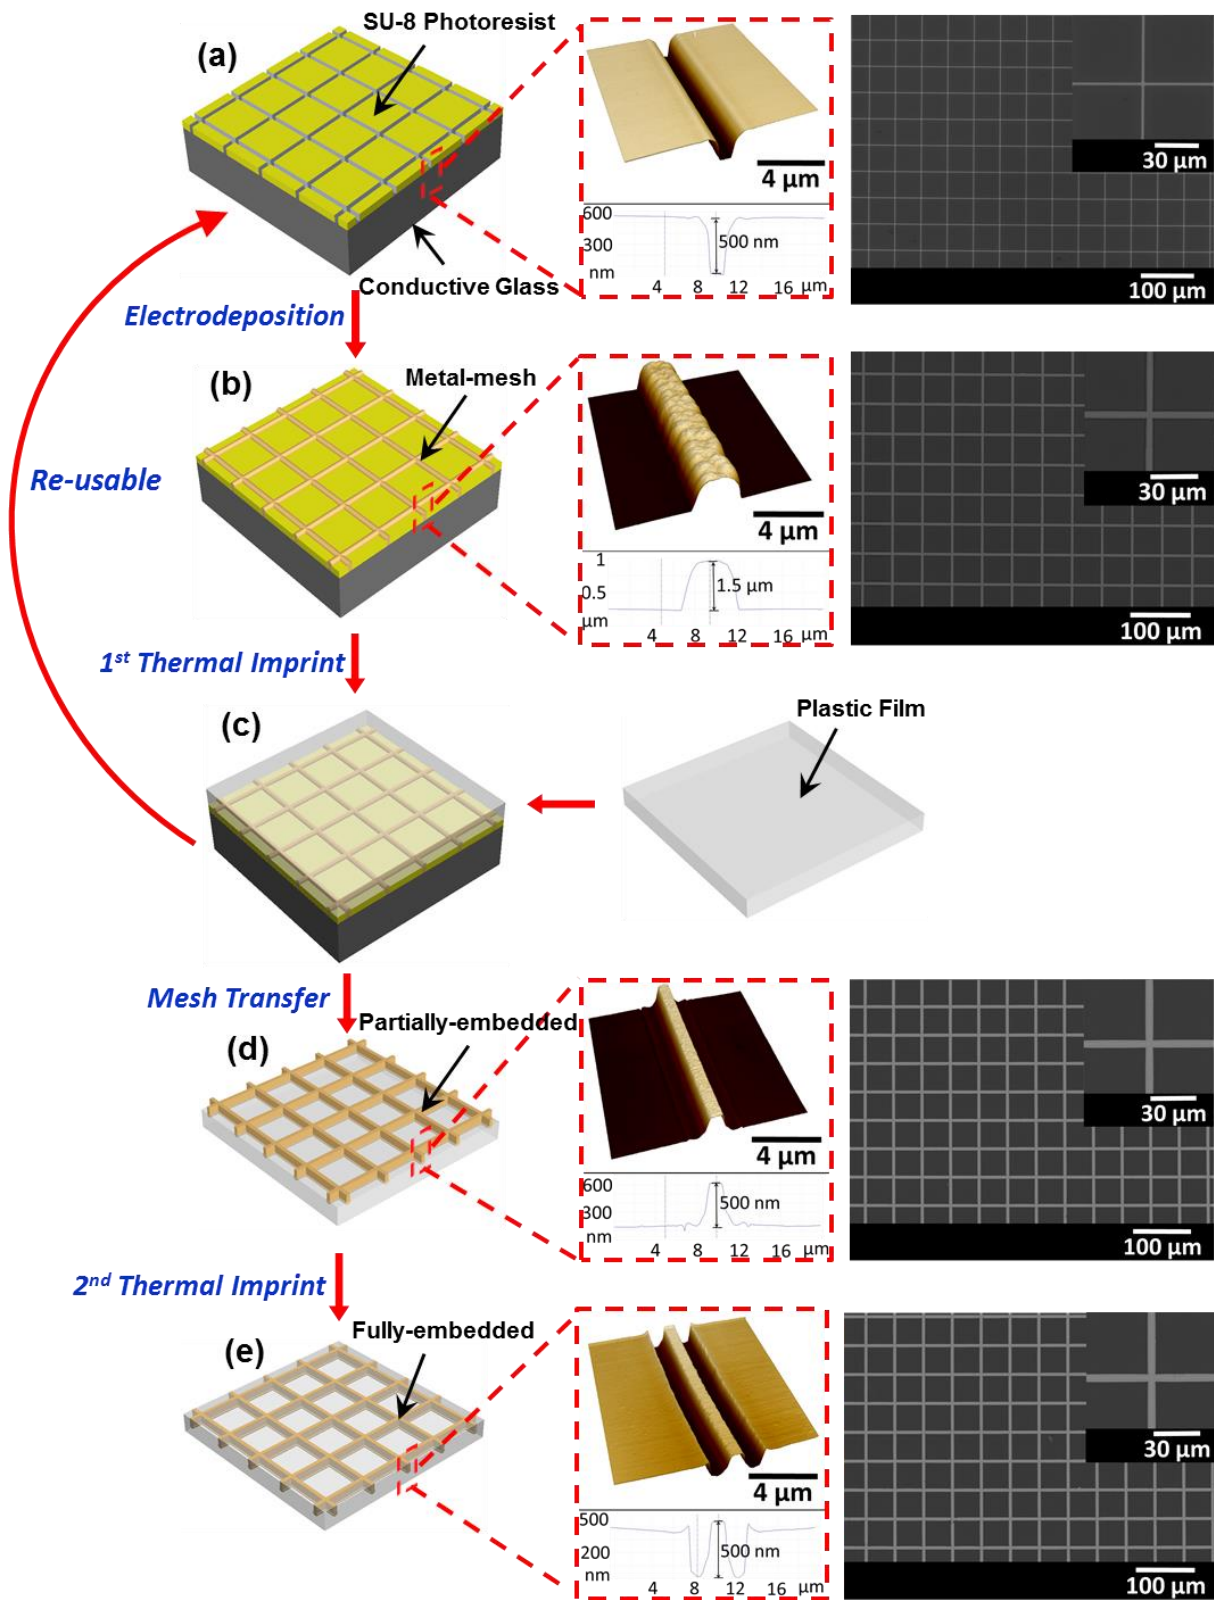 (a)
SU-8 Photoresist
Conductive Glass
4 µm
600
300
nm
500 nm
4 8 12 16 µm
30 µm
100 µm
Electrodeposition
(b)
Metal-mesh
4 µm
1
0.5
µm
1.5 µm
4 8 12 16 µm
30 µm
100 µm
Re-usable
1st Thermal Imprint
(c)
Plastic Film
Mesh Transfer
(d)
Partially-embedded
4 µm
600
300
nm
500 nm
4 8 12 16 µm
30 µm
100 µm
2nd Thermal Imprint
(e)
Fully-embedded
4 µm
500
200
nm
500 nm
4 8 12 16 µm
30 µm
100 µm